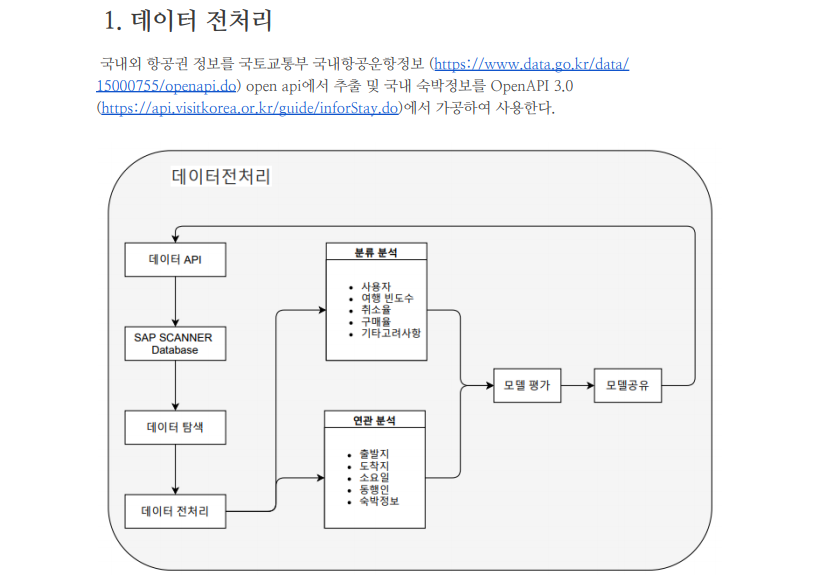 1. 데이터 전처리
국내외 항공권 정보를 국토교통부 국내항공운항정보 (https://www.data.go.kr/data/
15000755/openapi.do) open api에서 추출 및 국내 숙박정보를 OpenAPI 3.0
(https://api.visitkorea.or.kr/guide/inforStay.do)에서 가공하여 사용한다.
데이터전처리
데이터 API
SAP SCANNER
Database
데이터 탐색
데이터 전처리
분류 분석
• 사용자
• 여행 빈도수
• 취소율
• 구매율
• 기타고려사항
연관 분석
• 출발지
• 도착지
• 소요일
• 동행인
• 숙박정보
모델 평가
모델공유